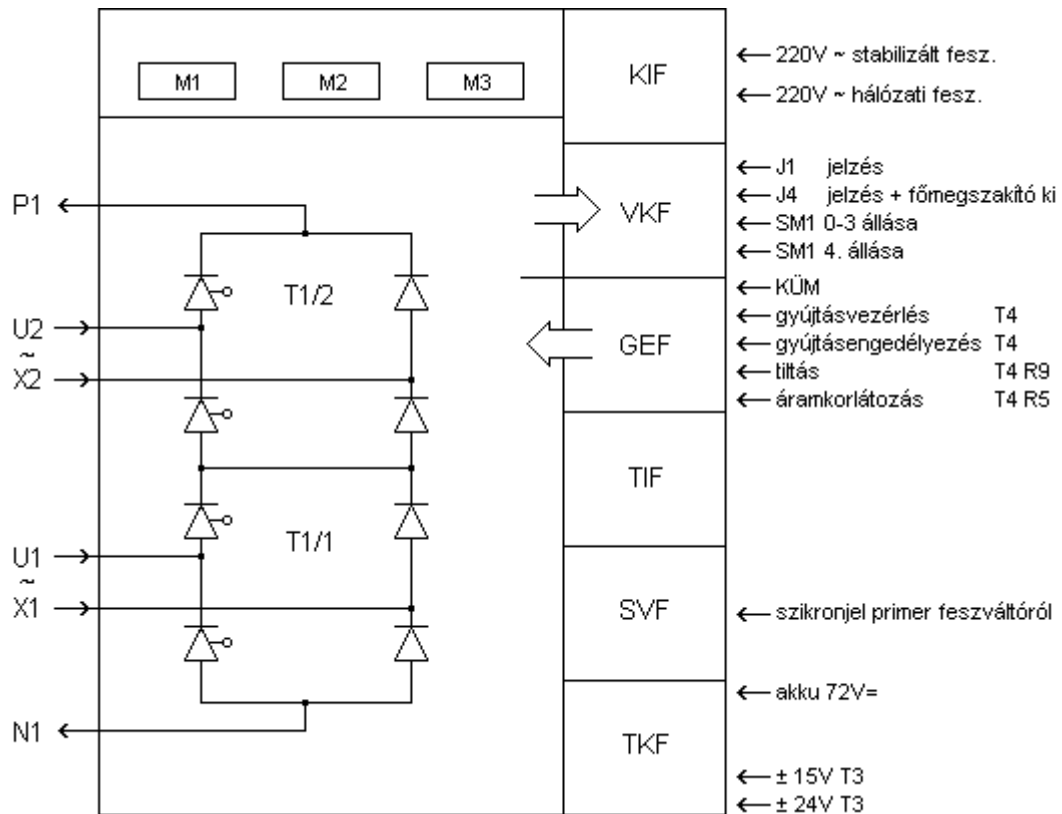 M1 M2 M3
KIF
220V ~ stabilizált fesz.
220V ~ hálózati fesz.
VKF
J1 jelzés
J4 jelzés + főmegszakító ki
SM1 0-3 állása
SM1 4. állása
P1
T1/2
U2
~
X2
GEF
KÜM
gyújtásvezérlés T4
gyújtásengedélyezés T4
tiltás T4 R9
áramkorlátozás T4 R5
TIF
T1/1
U1
~
X1
SVF
szikronjel primer feszváltóról
N1
TKF
akku 72V=
± 15V T3
± 24V T3